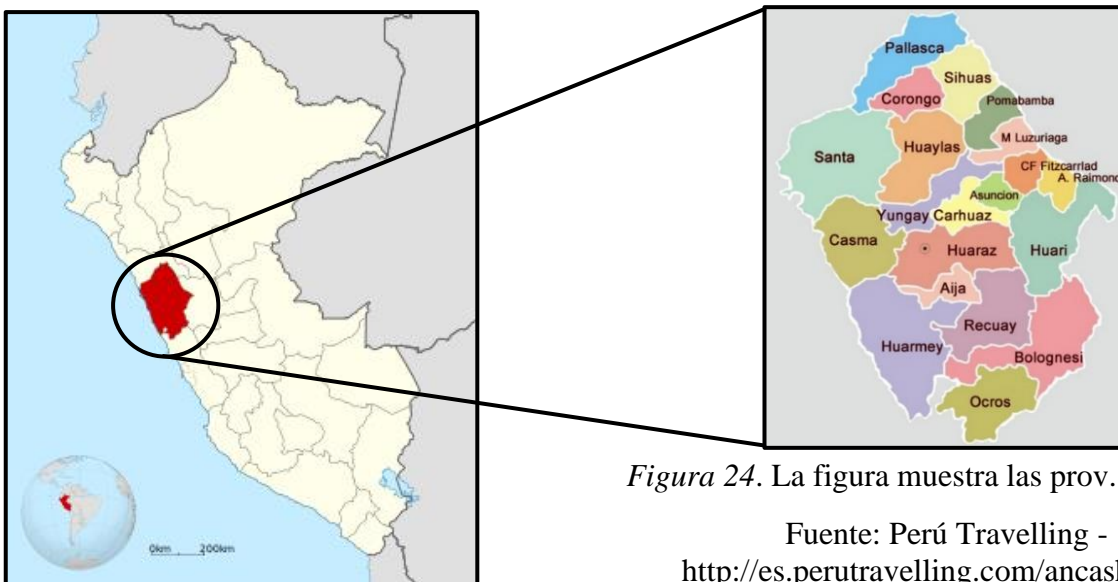 Pallasca
Sihuas
Corongo
Pomabamba
Huaylas
M Luzuriaga
Santa
CF Fitzcarrlad
A. Raimond
Asuncion
Yungay Carhuaz
Casma
Huaraz
Huari
Aija
Recuay
Huarmey
Bolognesi
Ocros
0km 200km
Figura 24. La figura muestra las prov.
Fuente: Perú Travelling -
http://es.perutravelling.com/ancas